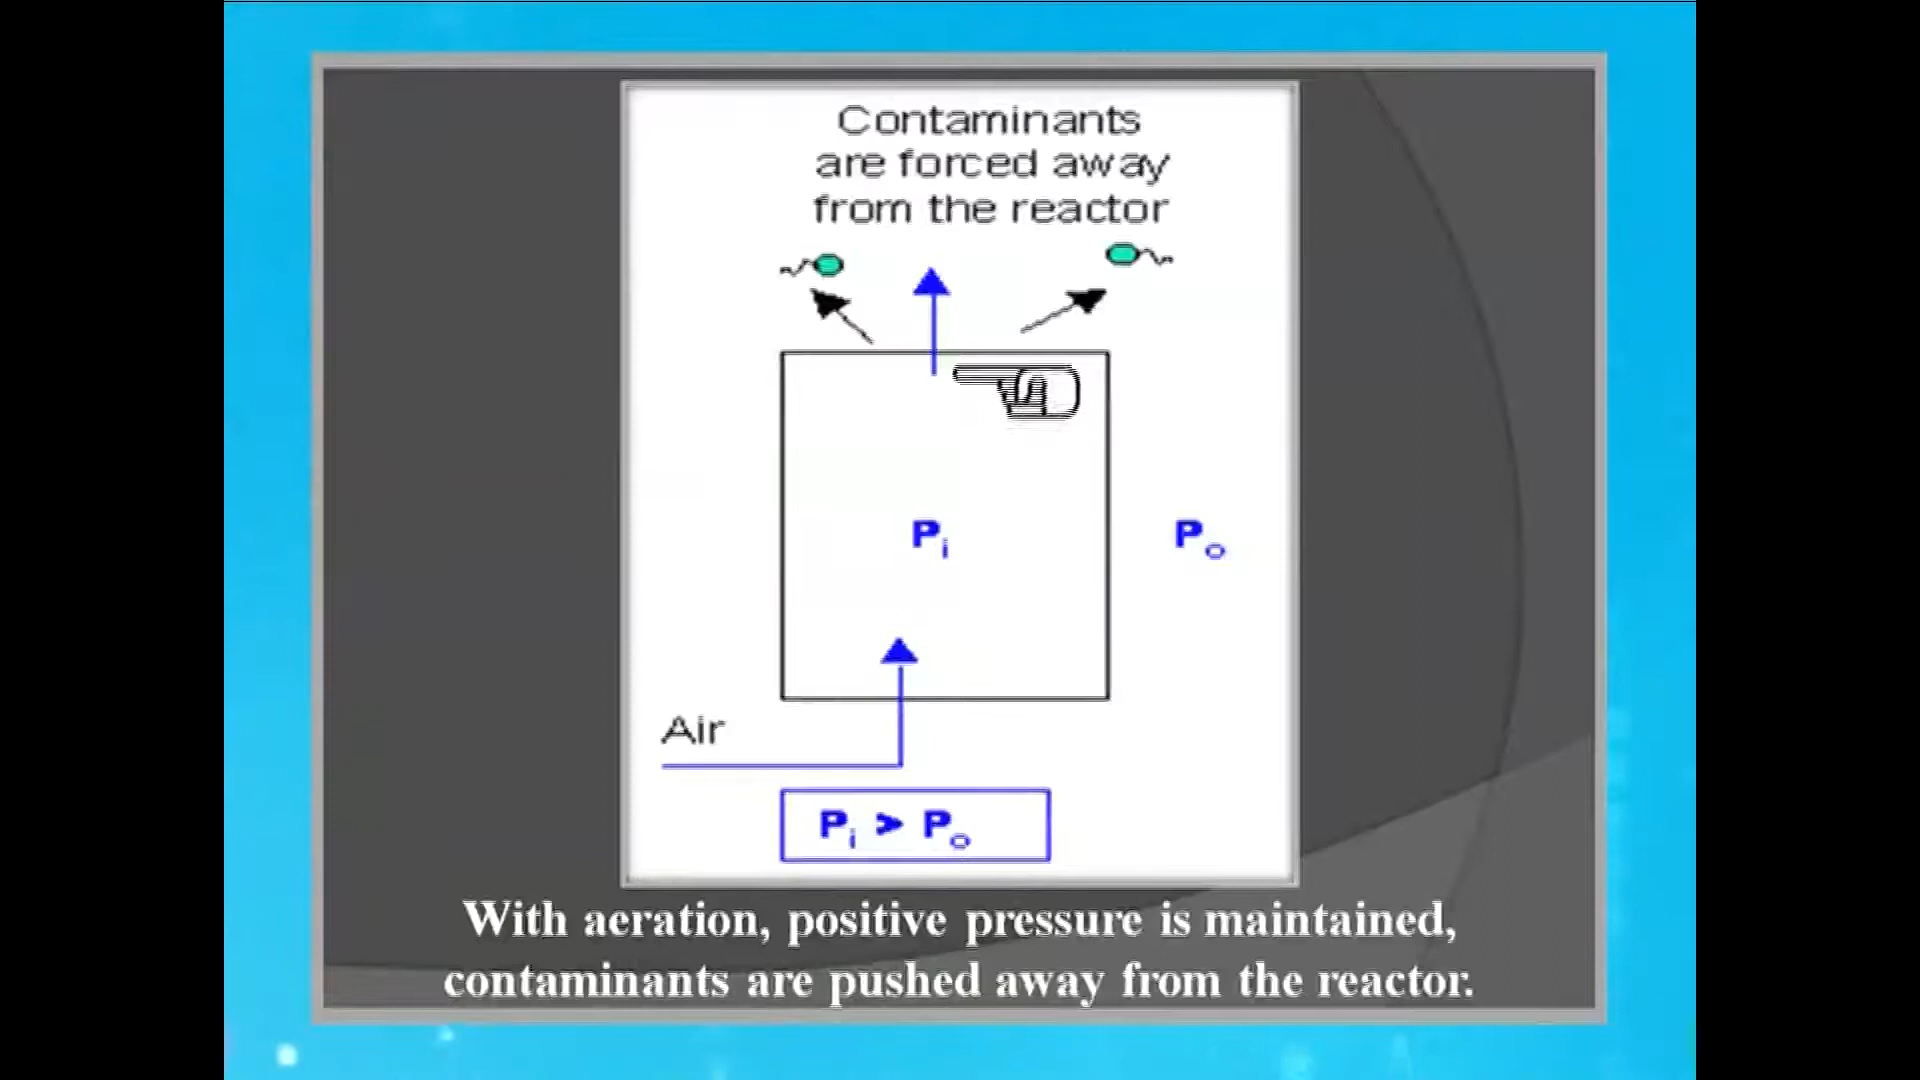 Contaminants
are forced away
from the reactor
Pi
Po
Air
Pi > Po
With aeration, positive pressure is maintained,
contaminants are pushed away from the reactor.